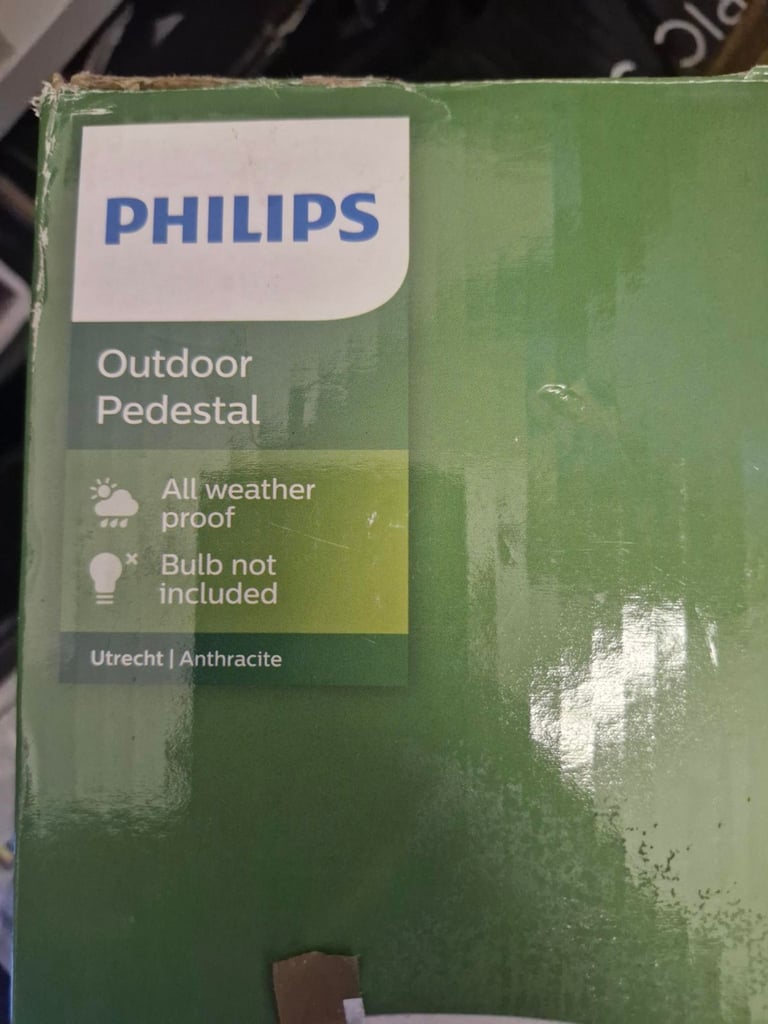 PHILIPS
Outdoor
Pedestal
All weather
proof
Bulb not
included
Utrecht | Anthracite